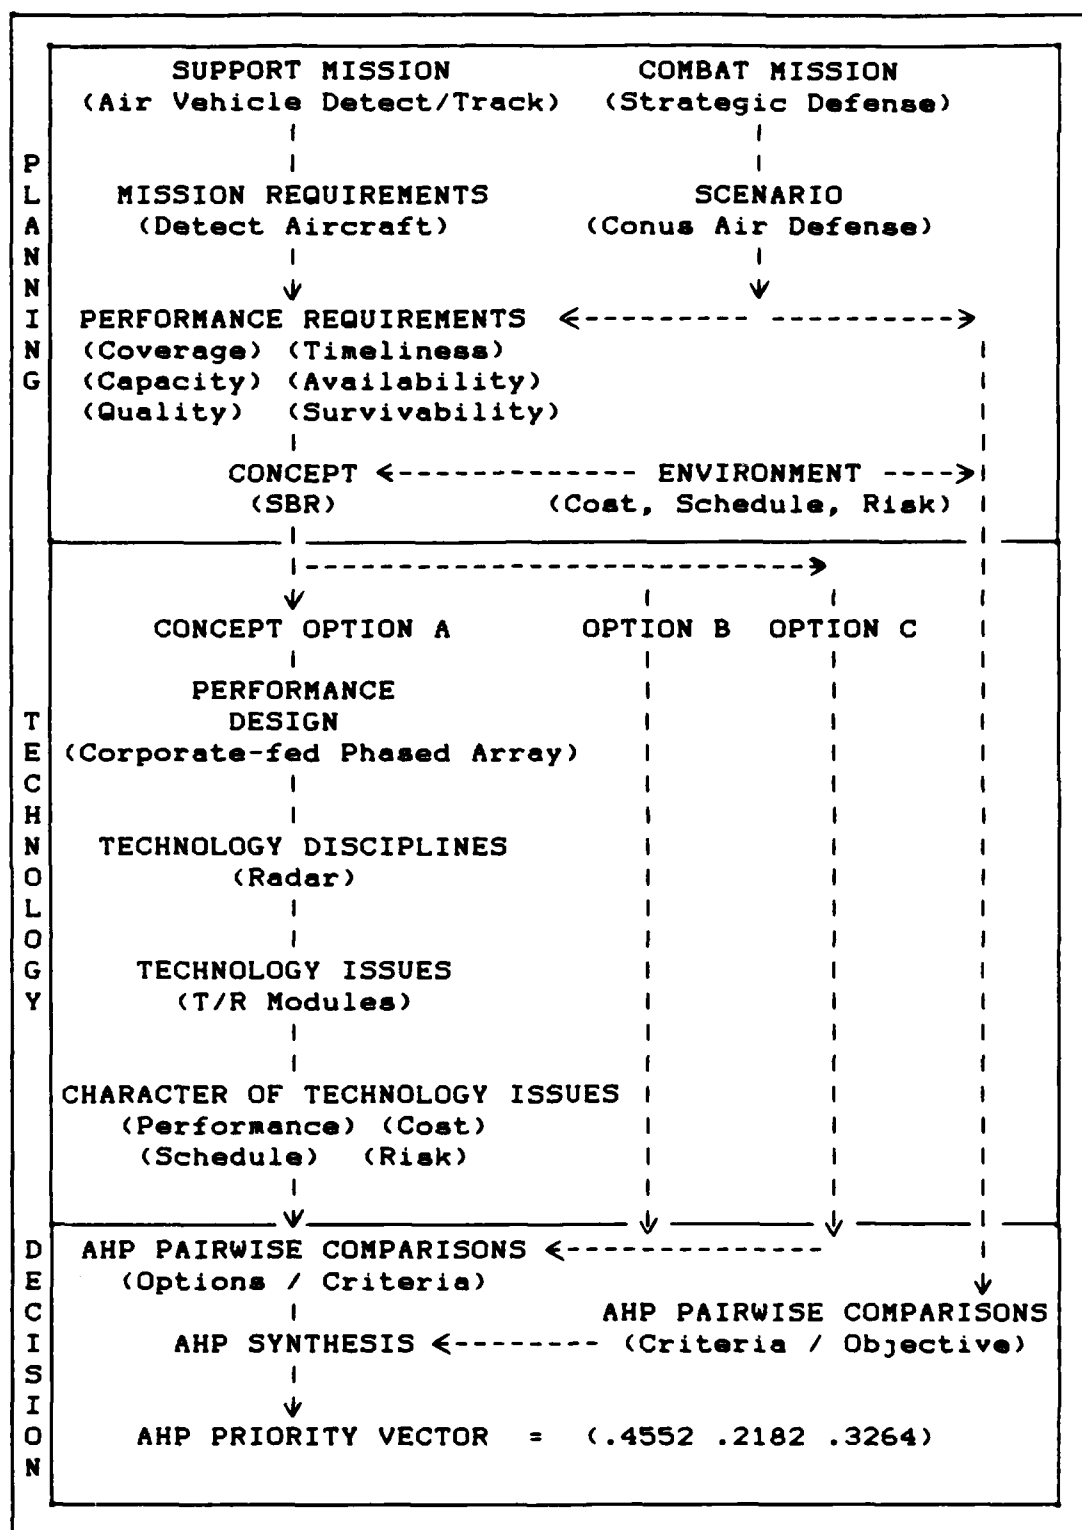 SUPPORT MISSION COMBAT MISSION
(Air Vehicle Detect/Track) (Strategic Defense)
PLANNING
MISSION REQUIREMENTS SCENARIO
(Detect Aircraft) (Conus Air Defense)
PERFORMANCE REQUIREMENTS
(Coverage) (Timeliness)
(Capacity) (Availability)
(Quality) (Survivability)
CONCEPT ENVIRONMENT
(SBR) (Cost, Schedule, Risk)
CONCEPT OPTION A OPTION B OPTION C
PERFORMANCE
DESIGN
(Corporate-fed Phased Array)
TECHNOLOGY
TECHNOLOGY DISCIPLINES
(Radar)
TECHNOLOGY ISSUES
(T/R Modules)
CHARACTER OF TECHNOLOGY ISSUES
(Performance) (Cost)
(Schedule) (Risk)
DECISION
AHP PAIRWISE COMPARISONS
(Options / Criteria)
AHP PAIRWISE COMPARISONS
AHP SYNTHESIS (Criteria / Objective)
AHP PRIORITY VECTOR = (.4552 .2182 .3264)